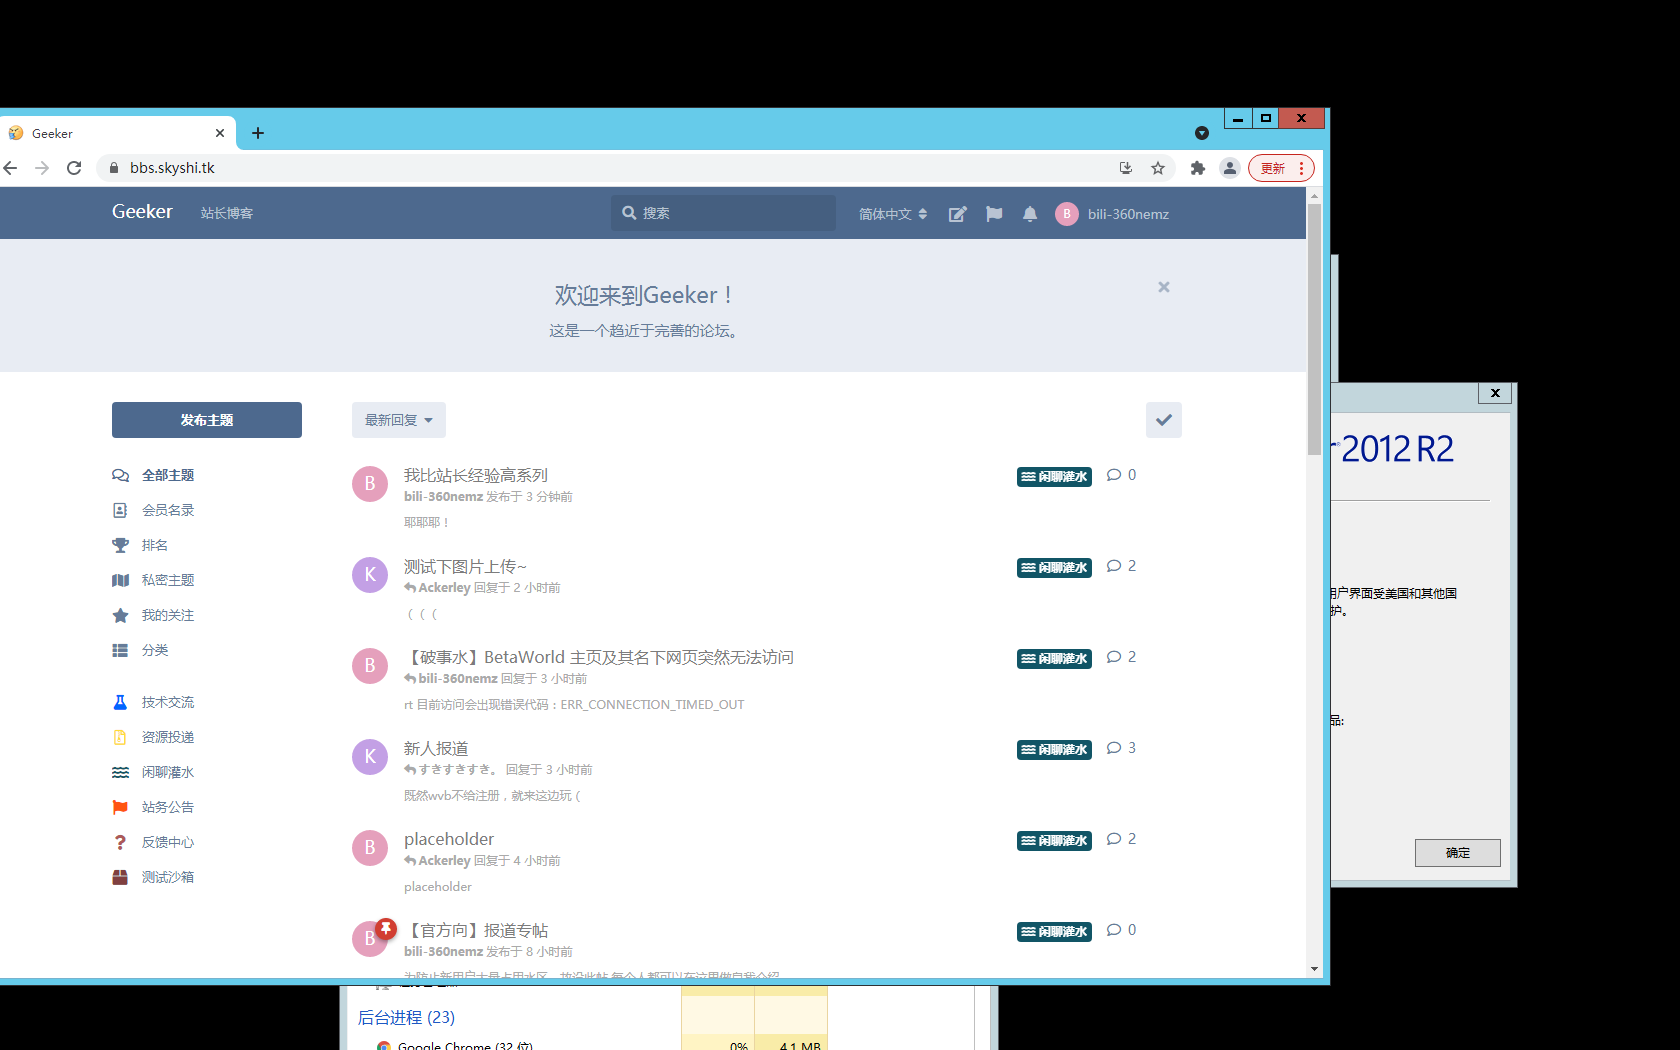 Geeker
bbs.skyshi.tk
更新
Geeker 站长博客 搜索 简体中文 B bili-360nemz
欢迎来到Geeker！
这是一个趋近于完善的论坛。
发布主题
最新回复
全部主题
会员名录
排名
私密主题
我的关注
分类
技术交流
资源投递
闲聊灌水
站务公告
反馈中心
测试沙箱
B
我比站长经验高系列
闲聊灌水 0
bili-360nemz 发布于 3 分钟前
耶耶耶！
K
测试下图片上传~
闲聊灌水 2
Ackerley 回复于 2 小时前
（（（
B
【破事水】BetaWorld 主页及其名下网页突然无法访问
闲聊灌水 2
bili-360nemz 回复于 3 小时前
rt 目前访问会出现错误代码：ERR_CONNECTION_TIMED_OUT
K
新人报道
闲聊灌水 3
すきすきすき。 回复于 3 小时前
既然wvb不给注册，就来这边玩（
B
placeholder
闲聊灌水 2
Ackerley 回复于 4 小时前
placeholder
B
【官方向】报道专帖
闲聊灌水 0
bili-360nemz 发布于 8 小时前
r® 2012 R2
用户界面受美国和其他国
护。
品:
确定
后台进程 (23)
Google Chrome (32 位)
0% 4.1 MB